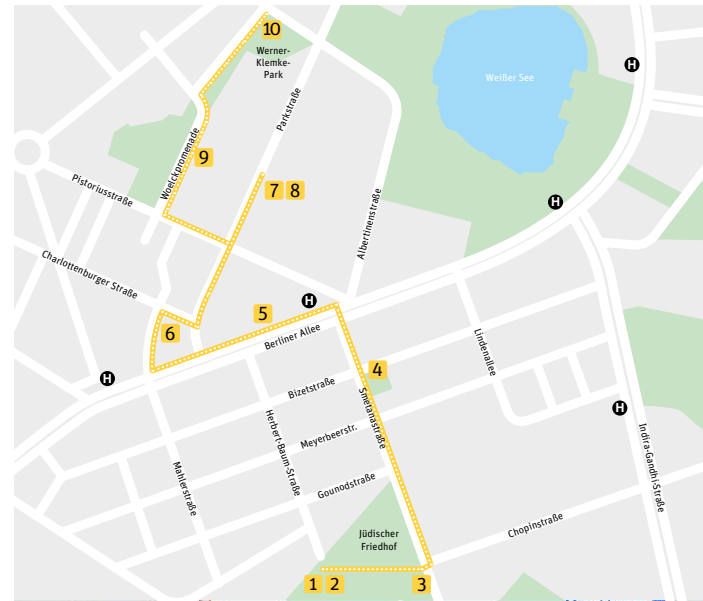 10
Werner-
Klemke-
Park
H
Weißer See
Parkstraße
9
Woelckpromenade
7 8
Pistoriusstraße
H
Albertinenstraße
Charlottenburger Straße
H
5
6
Berliner Allee
Lindenallee
4
H
Bizetstraße
Smetanastraße
H
Herbert-Baum-Straße
Meyerbeerstr.
Indira-Gandhi-Straße
Mahlerstraße
Gounodstraße
Chopinstraße
Jüdischer
Friedhof
1 2
3